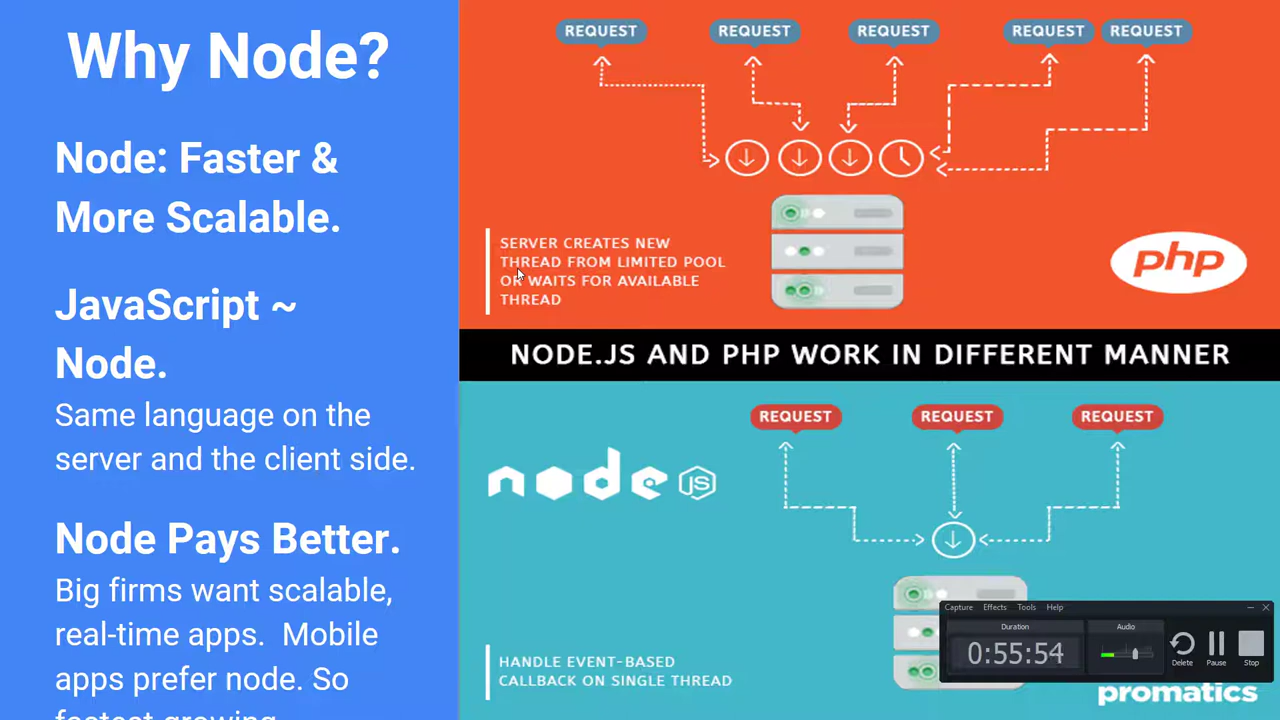 Why Node?
Node: Faster &
More Scalable.
JavaScript ~
Node.
Same language on the
server and the client side.
Node Pays Better.
Big firms want scalable,
real-time apps.  Mobile
apps prefer node. So
fastest growing
REQUEST
REQUEST
REQUEST
REQUEST
REQUEST
SERVER CREATES NEW
THREAD FROM LIMITED POOL
OR WAITS FOR AVAILABLE
THREAD
php
NODE.JS AND PHP WORK IN DIFFERENT MANNER
REQUEST
REQUEST
REQUEST
node JS
HANDLE EVENT-BASED
CALLBACK ON SINGLE THREAD
Capture Effects Tools Help
Duration
Audio
0:55:54
Delete
Pause
Stop
promatics